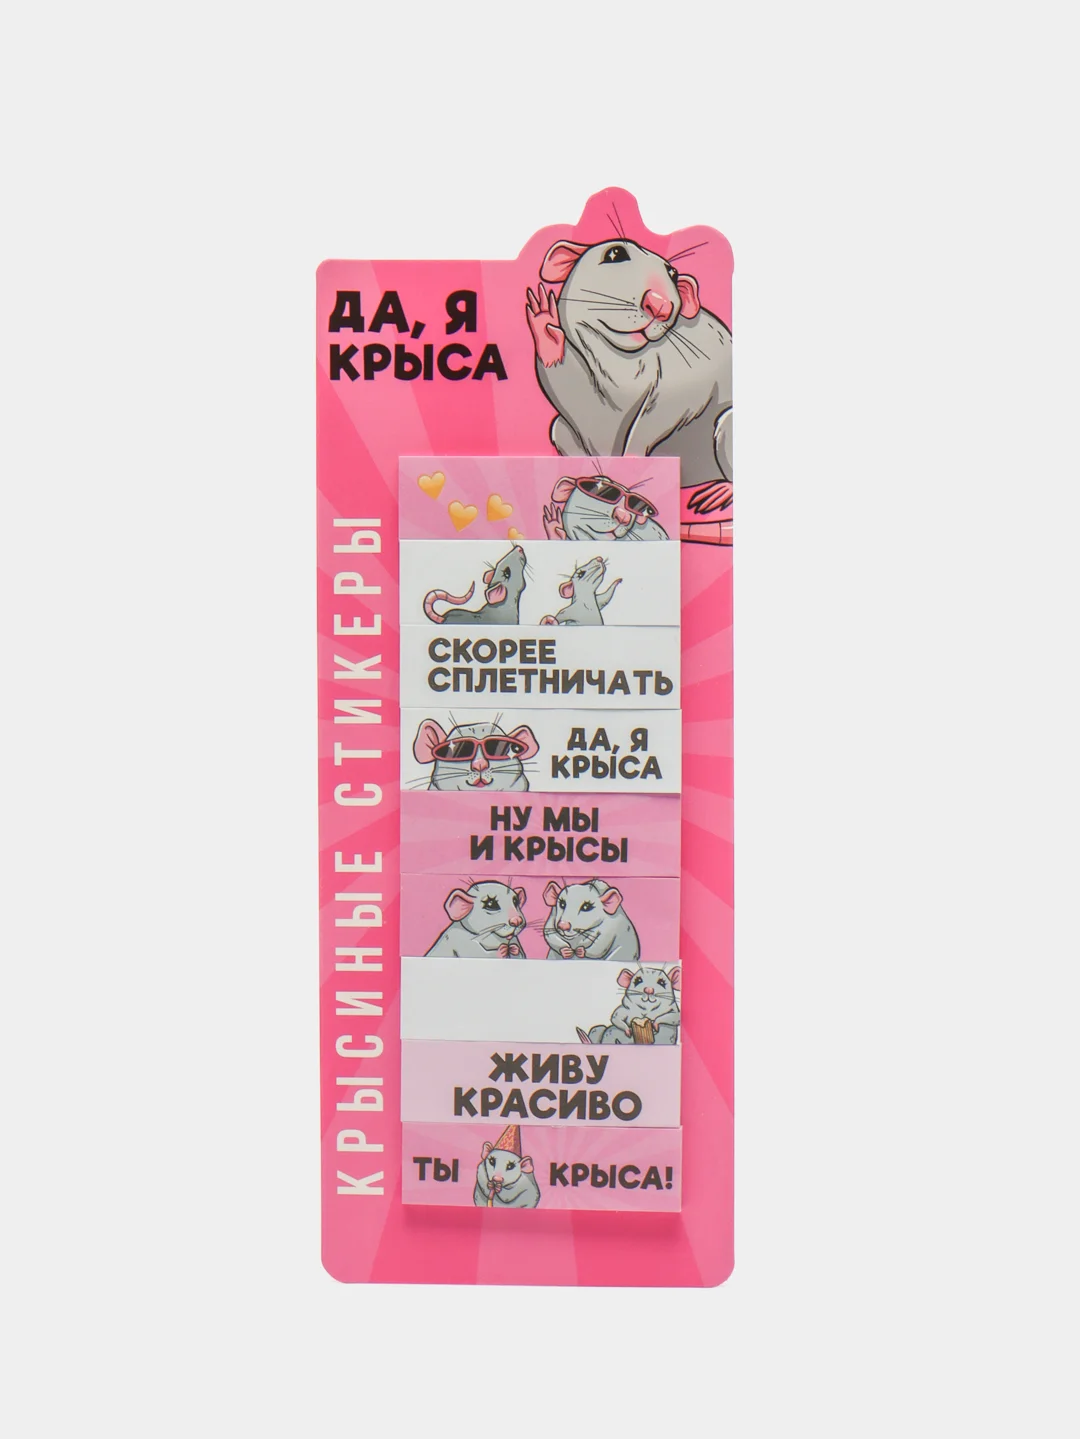 ДА, Я
КРЫСА
КРЫСИНЫЕ СТИКЕРЫ
СКОРЕЕ
СПЛЕТНИЧАТЬ
ДА, Я
КРЫСА
НУ МЫ
И КРЫСЫ
ЖИВУ
КРАСИВО
ТЫ КРЫСА!